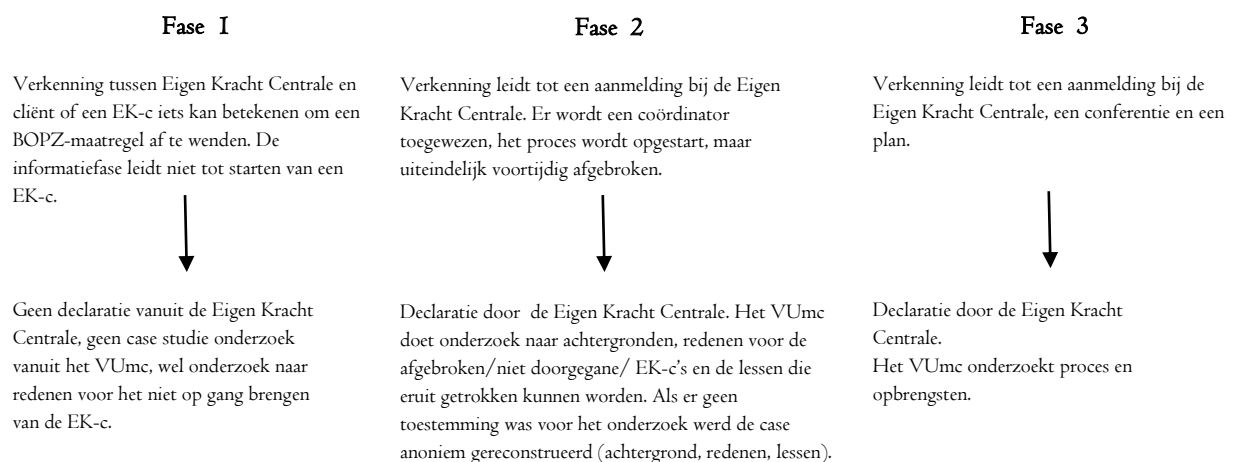 Fase 1
Verkenning tussen Eigen Kracht Centrale en
cliënt of een EK-c iets kan betekenen om een
BOPZ-maatregel af te wenden. De
informatiefase leidt niet tot starten van een
EK-c.
Geen declaratie vanuit de Eigen Kracht
Centrale, geen case studie onderzoek
vanuit het VUmc, wel onderzoek naar
redenen voor het niet op gang brengen
van de EK-c.
Fase 2
Verkenning leidt tot een aanmelding bij de Eigen
Kracht Centrale. Er wordt een coördinator
toegewezen, het proces wordt opgestart, maar
uiteindelijk voortijdig afgebroken.
Declaratie door  de Eigen Kracht Centrale. Het VUmc
doet onderzoek naar achtergronden, redenen voor de
afgebroken/niet doorgegane/ EK-c's en de lessen die
eruit getrokken kunnen worden. Als er geen
toestemming was voor het onderzoek werd de case
anoniem gereconstrueerd (achtergrond, redenen, lessen).
Fase 3
Verkenning leidt tot een aanmelding bij de
Eigen Kracht Centrale, een conferentie en een
plan.
Declaratie door de Eigen Kracht
Centrale.
Het VUmc onderzoekt proces en
opbrengsten.